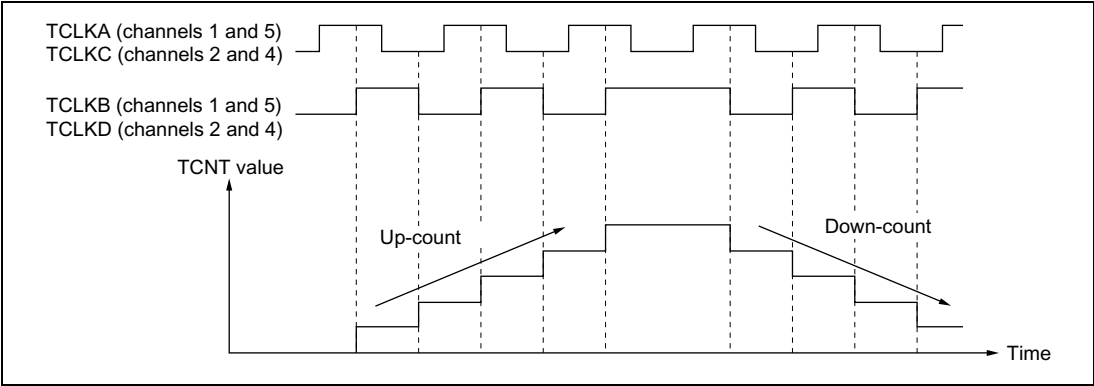 TCLKA (channels 1 and 5)
TCLKC (channels 2 and 4)
TCLKB (channels 1 and 5)
TCLKD (channels 2 and 4)
TCNT value
Up-count
Down-count
Time